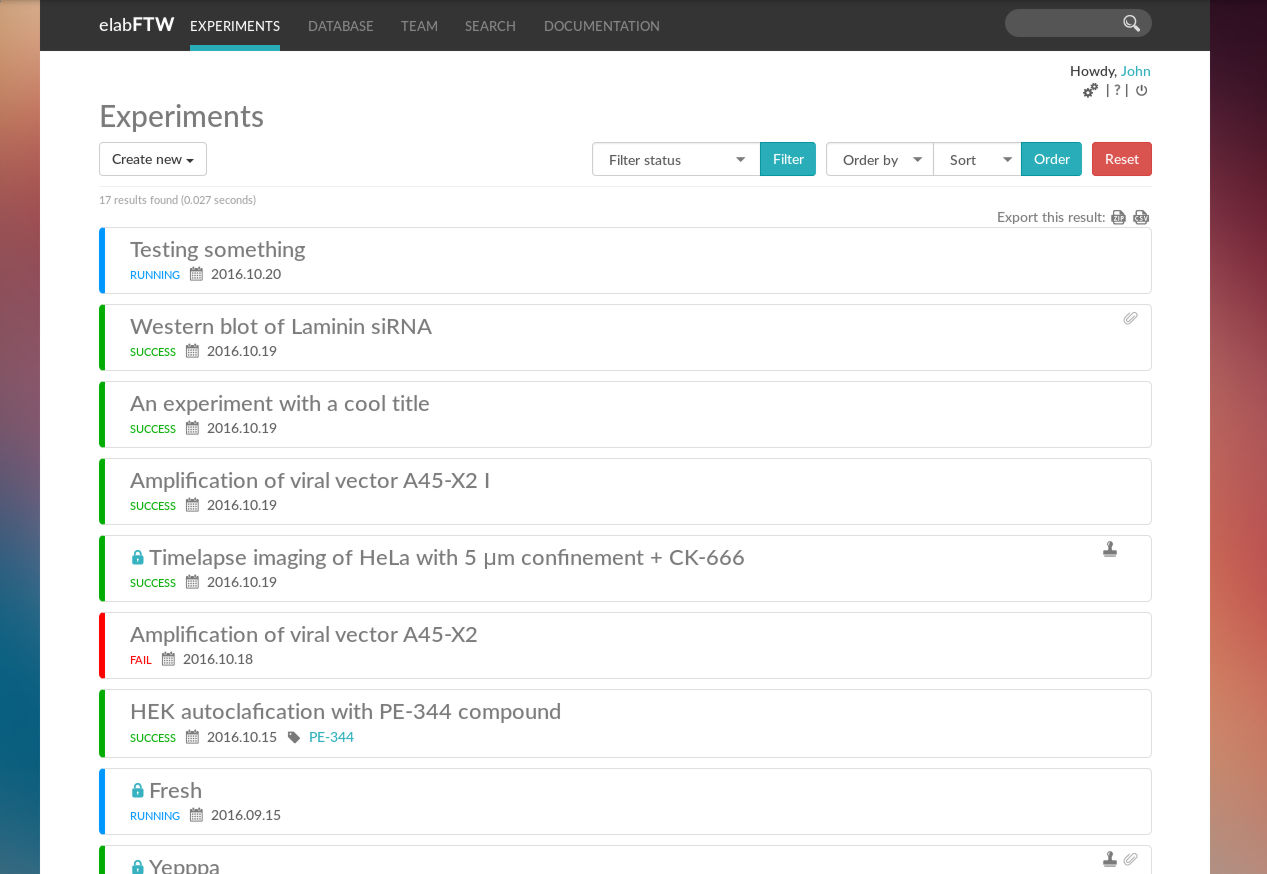 elabFTW EXPERIMENTS DATABASE TEAM SEARCH DOCUMENTATION
Howdy, John
| ? |
Experiments
Create new Filter status Filter Order by Sort Order Reset
17 results found (0.027 seconds)
Export this result: ZIP CSV
Testing something
RUNNING 2016.10.20
Western blot of Laminin siRNA
SUCCESS 2016.10.19
An experiment with a cool title
SUCCESS 2016.10.19
Amplification of viral vector A45-X2 I
SUCCESS 2016.10.19
Timelapse imaging of HeLa with 5 µm confinement + CK-666
SUCCESS 2016.10.19
Amplification of viral vector A45-X2
FAIL 2016.10.18
HEK autoclafication with PE-344 compound
SUCCESS 2016.10.15 PE-344
Fresh
RUNNING 2016.09.15
Yepppa